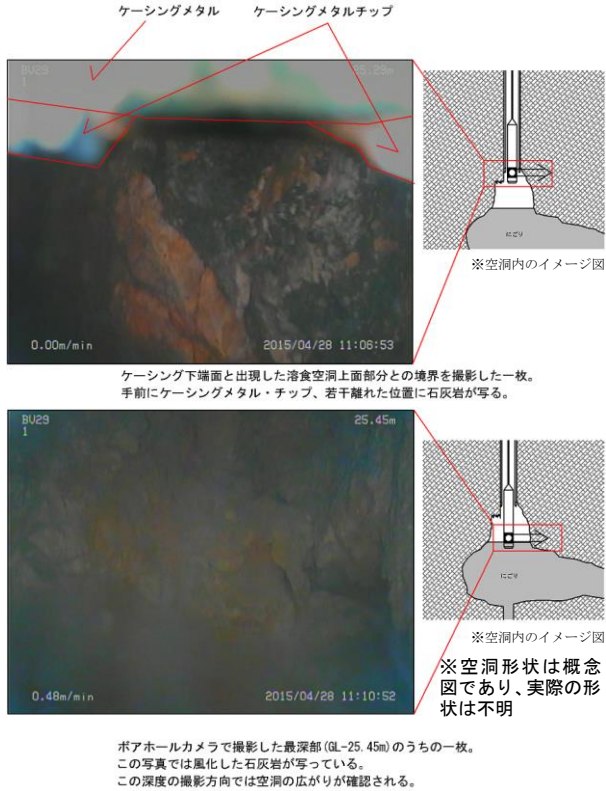 ケーシングメタル
ケーシングメタルチップ
BV29
1
25.29m
0.00m/min
2015/04/28 11:06:53
にごり
※空洞内のイメージ図
ケーシング下端面と出現した溶食空洞上面部分との境界を撮影した一枚。
手前にケーシングメタル・チップ、若干離れた位置に石灰岩が写る。
BV29
1
25.45m
0.48m/min
2015/04/28 11:10:52
にごり
※空洞内のイメージ図
※空洞形状は概念
図であり、実際の形
状は不明
ボアホールカメラで撮影した最深部(GL-25.45m)のうちの一枚。
この写真では風化した石灰岩が写っている。
この深度の撮影方向では空洞の広がりが確認される。